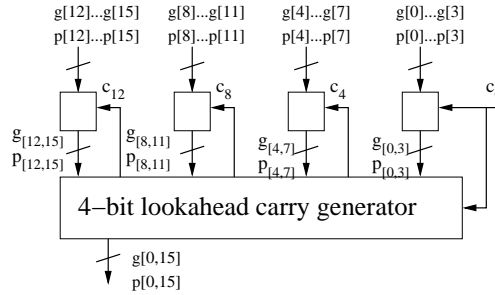 g[12]...g[15] g[8]...g[11] g[4]...g[7] g[0]...g[3]
p[12]...p[15] p[8]...p[11] p[4]...p[7] p[0]...p[3]
c12 c8 c4 c
g[12,15] g[8,11] g[4,7] g[0,3]
p[12,15] p[8,11] p[4,7] p[0,3]
4−bit lookahead carry generator
g[0,15]
p[0,15]